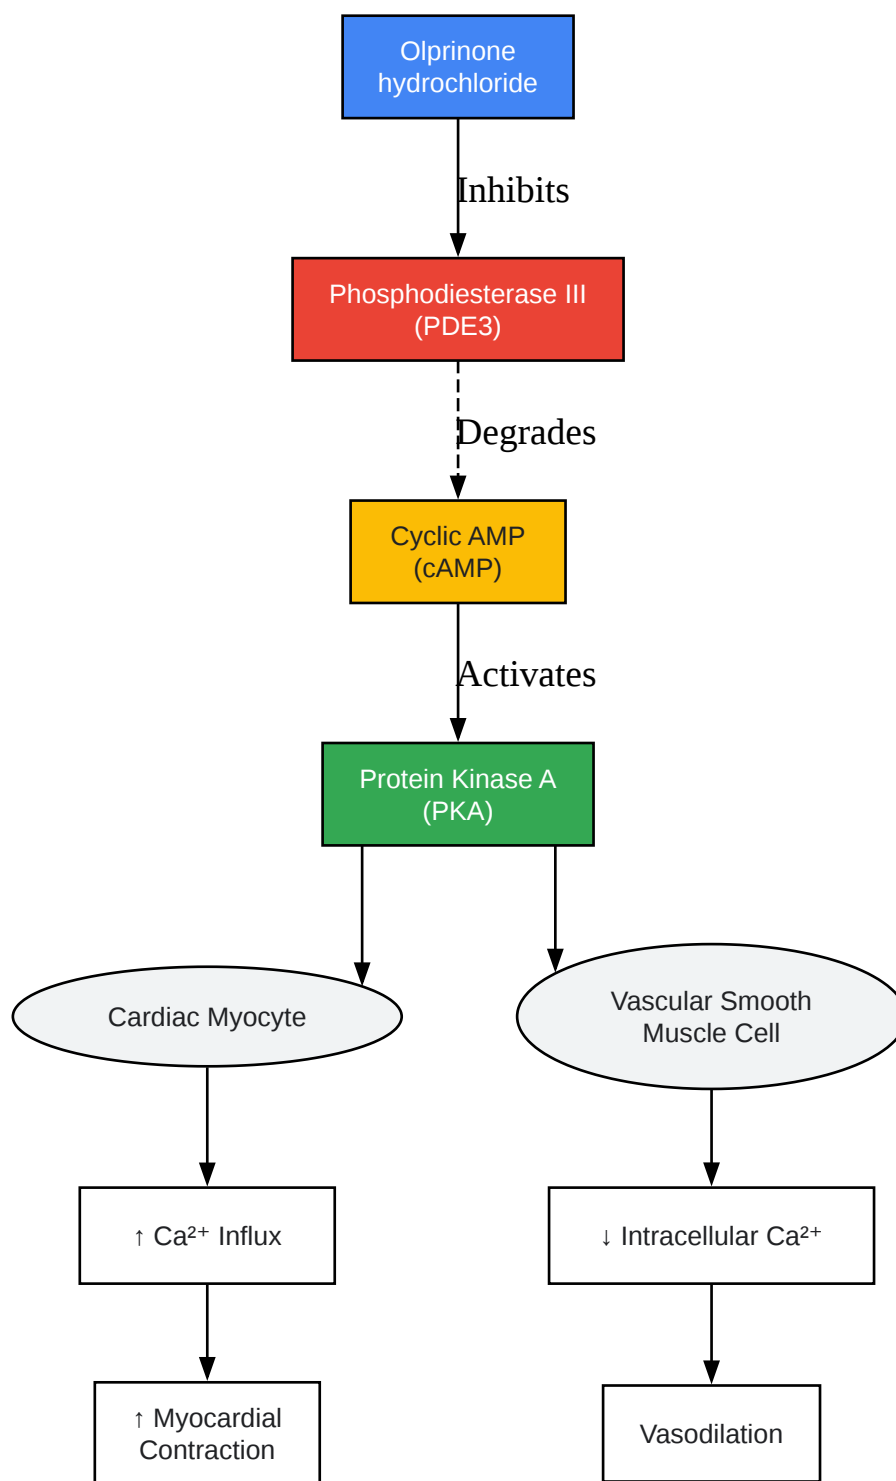 Olprinone
hydrochloride
Inhibits
Phosphodiesterase III
(PDE3)
Degrades
Cyclic AMP
(cAMP)
Activates
Protein Kinase A
(PKA)
Cardiac Myocyte
Vascular Smooth
Muscle Cell
↑ Ca²⁺ Influx
↓ Intracellular Ca²⁺
↑ Myocardial
Contraction
Vasodilation